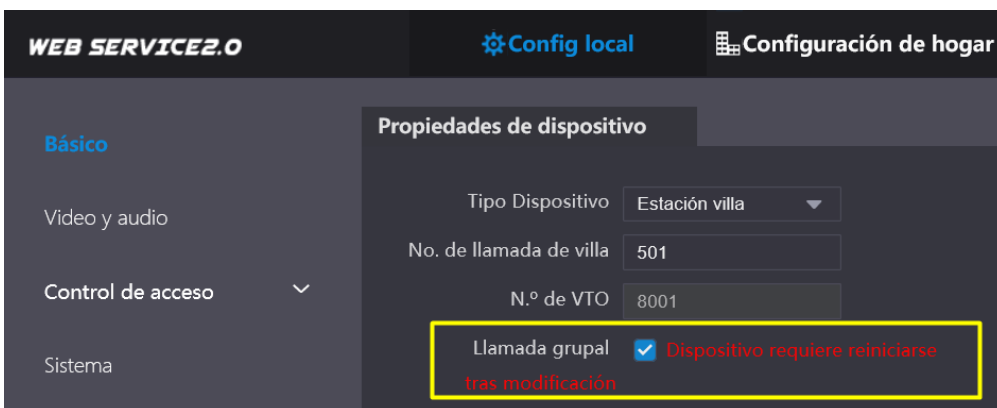 WEB SERVICE2.0
Config local
Configuración de hogar
Básico
Video y audio
Control de acceso
Sistema
Propiedades de dispositivo
Tipo Dispositivo Estación villa
No. de llamada de villa 501
N.º de VTO 8001
Llamada grupal Dispositivo requiere reiniciarse
tras modificación